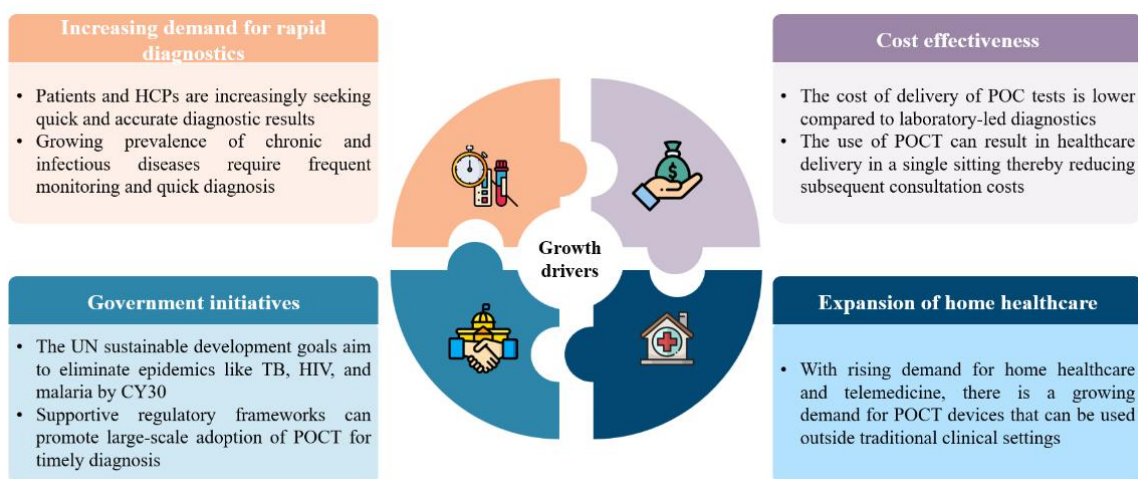 Increasing demand for rapid
diagnostics
• Patients and HCPs are increasingly seeking
quick and accurate diagnostic results
• Growing prevalence of chronic and
infectious diseases require frequent
monitoring and quick diagnosis
Cost effectiveness
• The cost of delivery of POC tests is lower
compared to laboratory-led diagnostics
• The use of POCT can result in healthcare
delivery in a single sitting thereby reducing
subsequent consultation costs
$
Growth
drivers
Government initiatives
• The UN sustainable development goals aim
to eliminate epidemics like TB, HIV, and
malaria by CY30
• Supportive regulatory frameworks can
promote large-scale adoption of POCT for
timely diagnosis
Expansion of home healthcare
• With rising demand for home healthcare
and telemedicine, there is a growing
demand for POCT devices that can be used
outside traditional clinical settings